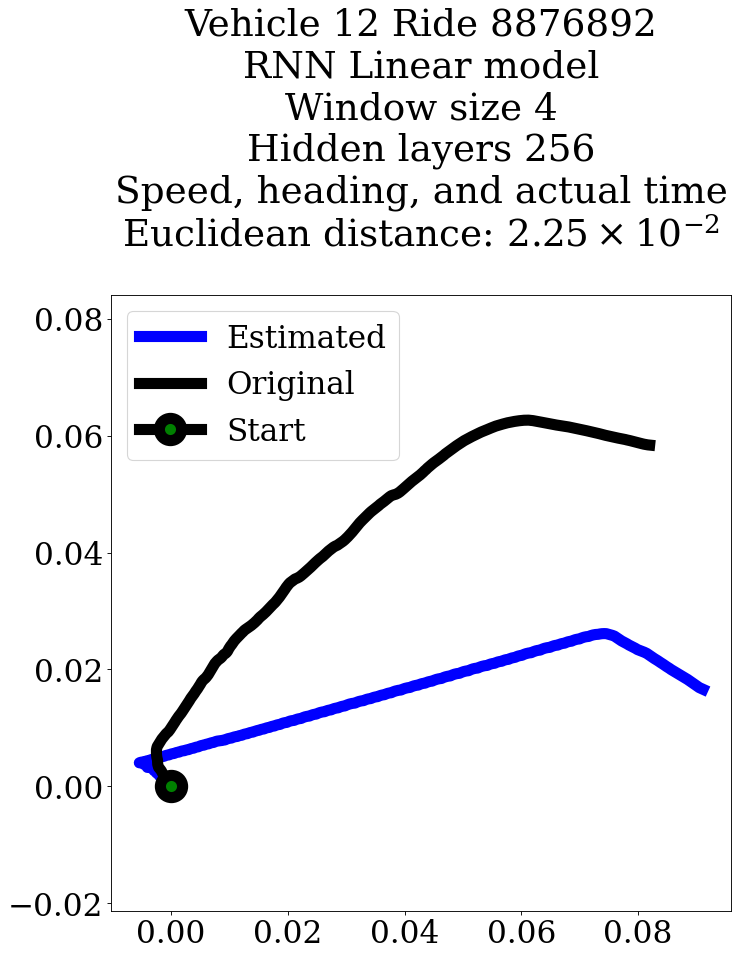 Vehicle 12 Ride 8876892
RNN Linear model
Window size 4
Hidden layers 256
Speed, heading, and actual time
Euclidean distance: 2.25 × 10⁻²
Estimated
Original
Start
0.08
0.06
0.04
0.02
0.00
−0.02
0.00 0.02 0.04 0.06 0.08